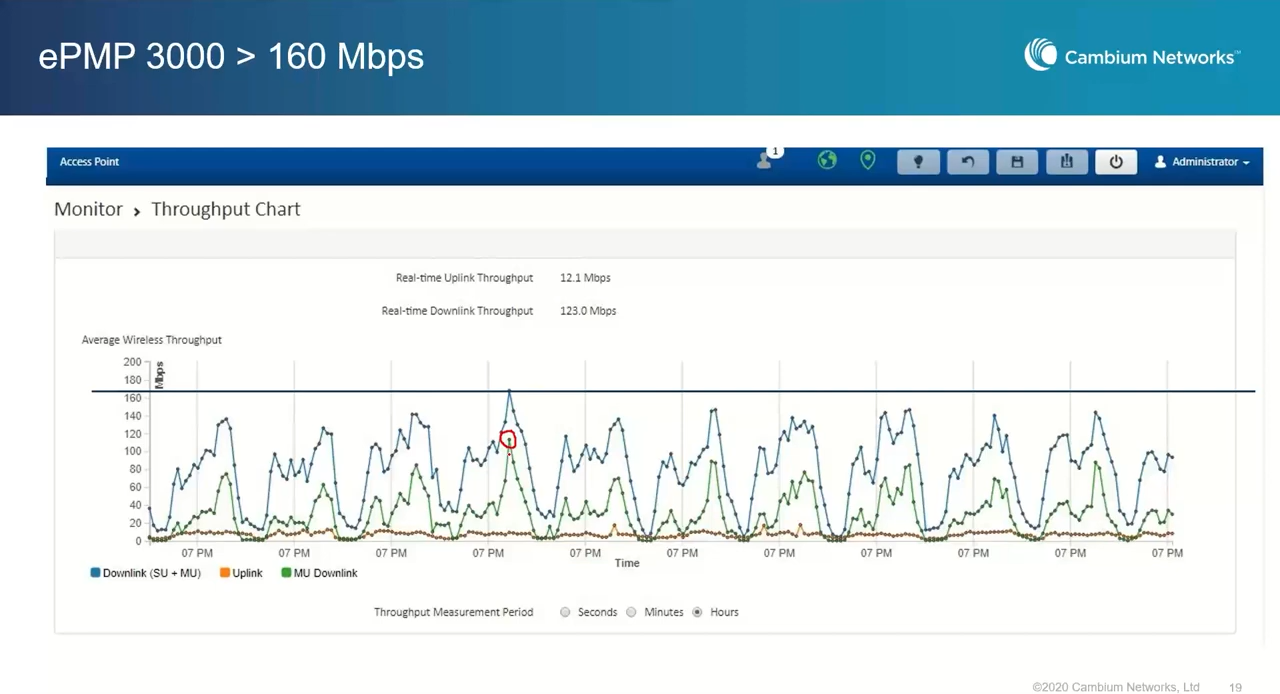 ePMP 3000 > 160 Mbps
Cambium Networks™
Access Point
1
Administrator
Monitor > Throughput Chart
Real-time Uplink Throughput 12.1 Mbps
Real-time Downlink Throughput 123.0 Mbps
Average Wireless Throughput
Mbps
200
180
160
140
120
100
80
60
40
20
0
07 PM 07 PM 07 PM 07 PM 07 PM 07 PM 07 PM 07 PM 07 PM 07 PM 07 PM
Time
Downlink (SU + MU) Uplink MU Downlink
Throughput Measurement Period Seconds Minutes Hours
©2020 Cambium Networks, Ltd 19